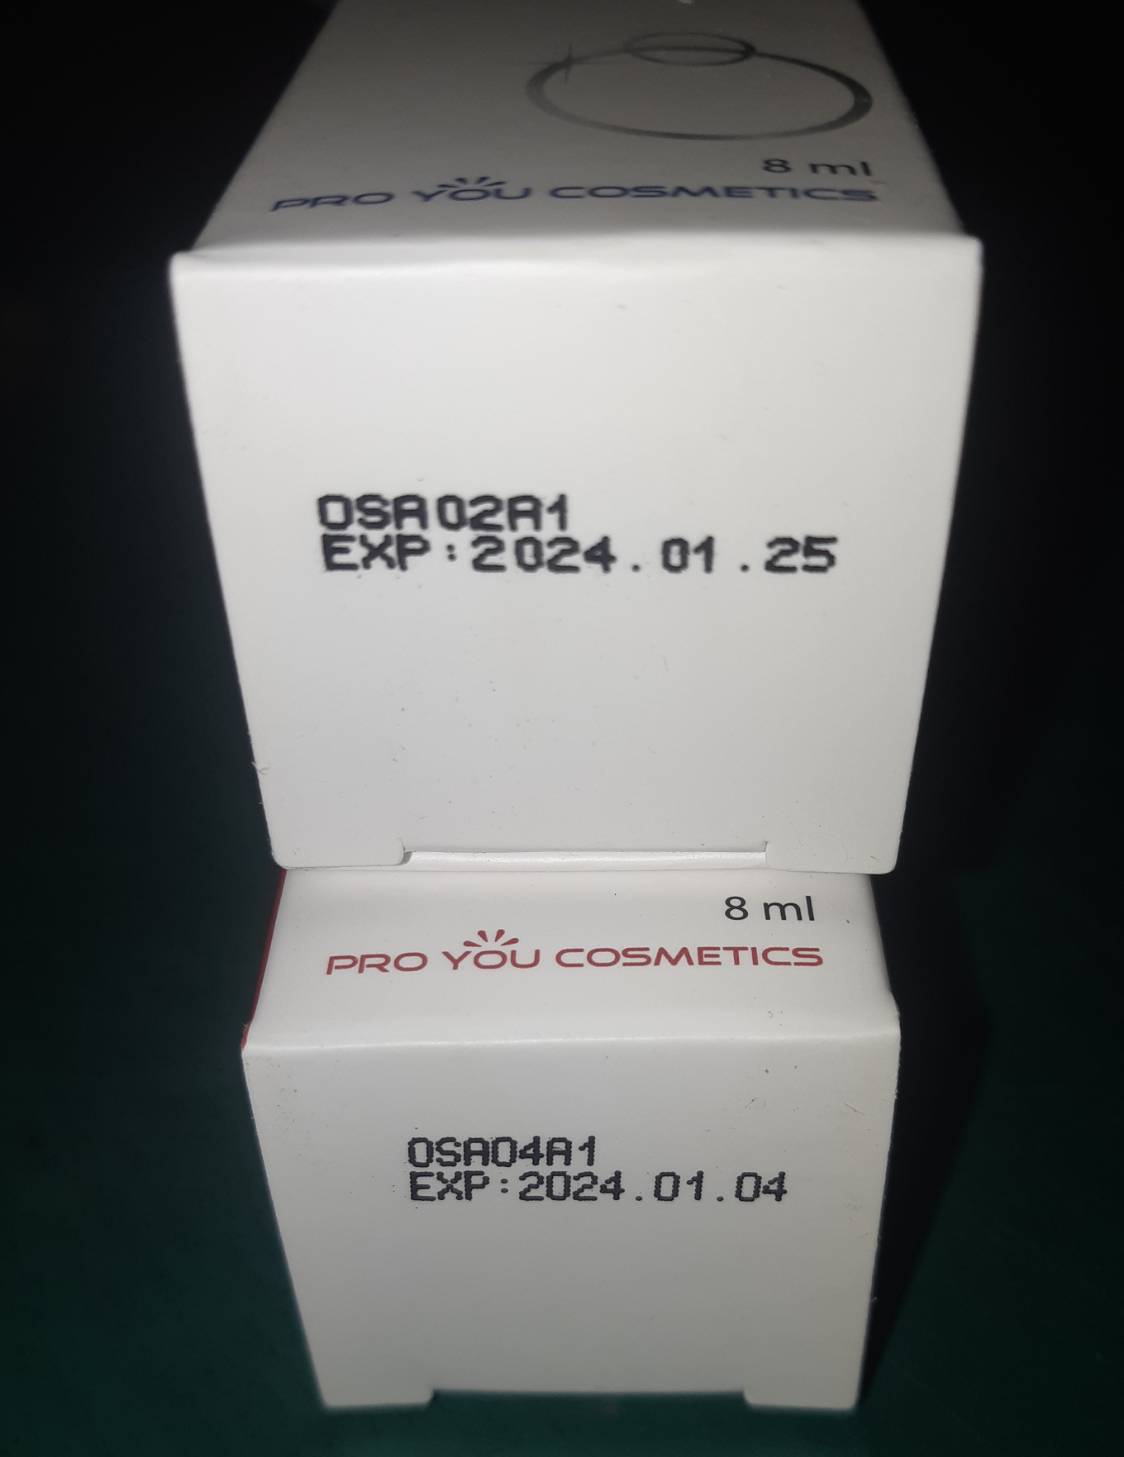 8 ml
PRO YOU COSMETICS
OSA02A1
EXP:2024.01.25
8 ml
PRO YOU COSMETICS
OSA04A1
EXP:2024.01.04